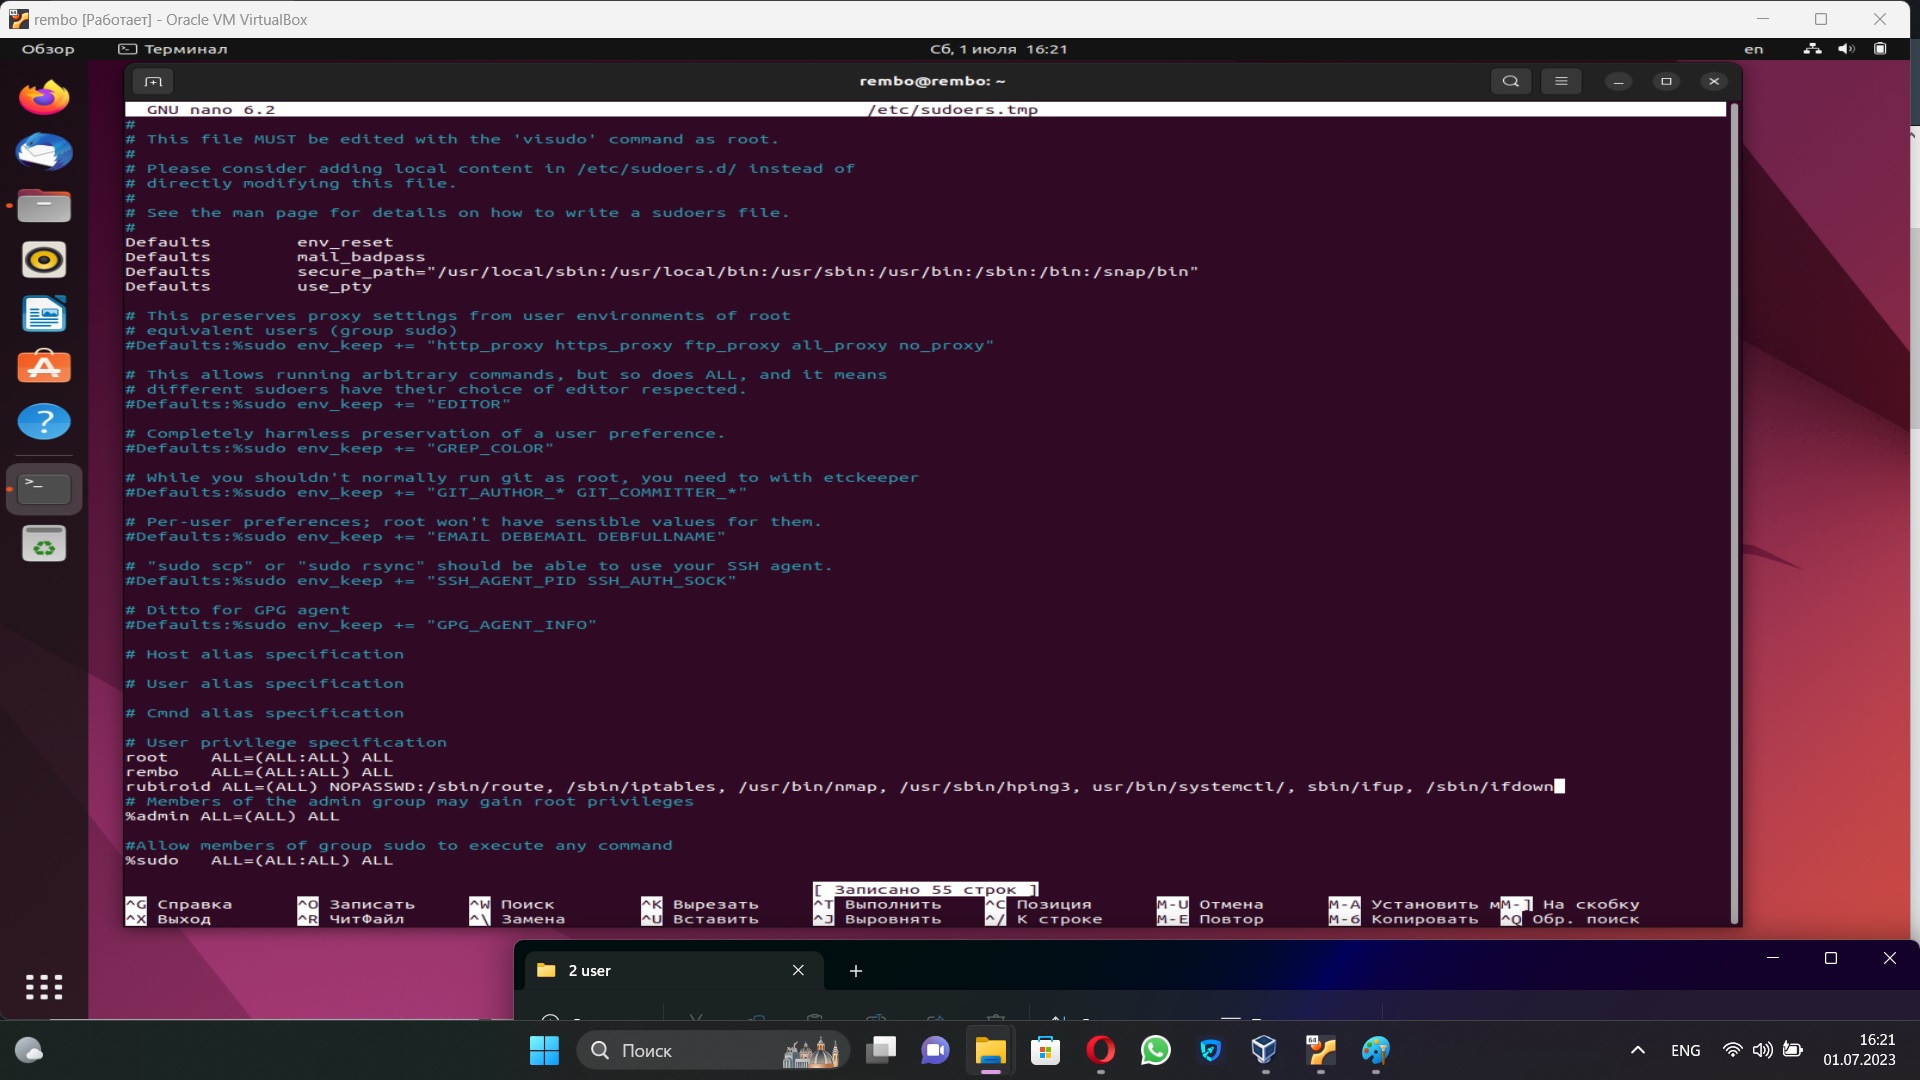 rembo [Работает] - Oracle VM VirtualBox
Обзор
Терминал
Сб, 1 июля 16:21
en
rembo@rembo: ~
GNU nano 6.2 /etc/sudoers.tmp
#
# This file MUST be edited with the 'visudo' command as root.
#
# Please consider adding local content in /etc/sudoers.d/ instead of
# directly modifying this file.
#
# See the man page for details on how to write a sudoers file.
#
Defaults env_reset
Defaults mail_badpass
Defaults secure_path="/usr/local/sbin:/usr/local/bin:/usr/sbin:/usr/bin:/sbin:/bin:/snap/bin"
Defaults use_pty
# This preserves proxy settings from user environments of root
# equivalent users (group sudo)
#Defaults:%sudo env_keep += "http_proxy https_proxy ftp_proxy all_proxy no_proxy"
# This allows running arbitrary commands, but so does ALL, and it means
# different sudoers have their choice of editor respected.
#Defaults:%sudo env_keep += "EDITOR"
# Completely harmless preservation of a user preference.
#Defaults:%sudo env_keep += "GREP_COLOR"
# While you shouldn't normally run git as root, you need to with etckeeper
#Defaults:%sudo env_keep += "GIT_AUTHOR_* GIT_COMMITTER_*"
# Per-user preferences; root won't have sensible values for them.
#Defaults:%sudo env_keep += "EMAIL DEBEMAIL DEBFULLNAME"
# "sudo scp" or "sudo rsync" should be able to use your SSH agent.
#Defaults:%sudo env_keep += "SSH_AGENT_PID SSH_AUTH_SOCK"
# Ditto for GPG agent
#Defaults:%sudo env_keep += "GPG_AGENT_INFO"
# Host alias specification
# User alias specification
# Cmnd alias specification
# User privilege specification
root ALL=(ALL:ALL) ALL
rembo ALL=(ALL:ALL) ALL
rubiroid ALL=(ALL) NOPASSWD:/sbin/route, /sbin/iptables, /usr/bin/nmap, /usr/sbin/hping3, usr/bin/systemctl/, sbin/ifup, /sbin/ifdown
# Members of the admin group may gain root privileges
%admin ALL=(ALL) ALL
#Allow members of group sudo to execute any command
%sudo ALL=(ALL:ALL) ALL
[ Записано 55 строк ]
^G Справка ^O Записать ^W Поиск ^K Вырезать ^T Выполнить ^C Позиция M-U Отмена M-A Установить мM-] На скобку
^X Выход ^R ЧитФайл ^\ Замена ^U Вставить ^J Выровнять ^/ К строке M-E Повтор M-6 Копировать ^Q Обр. поиск
2 user
Поиск
64
ENG
16:21
01.07.2023